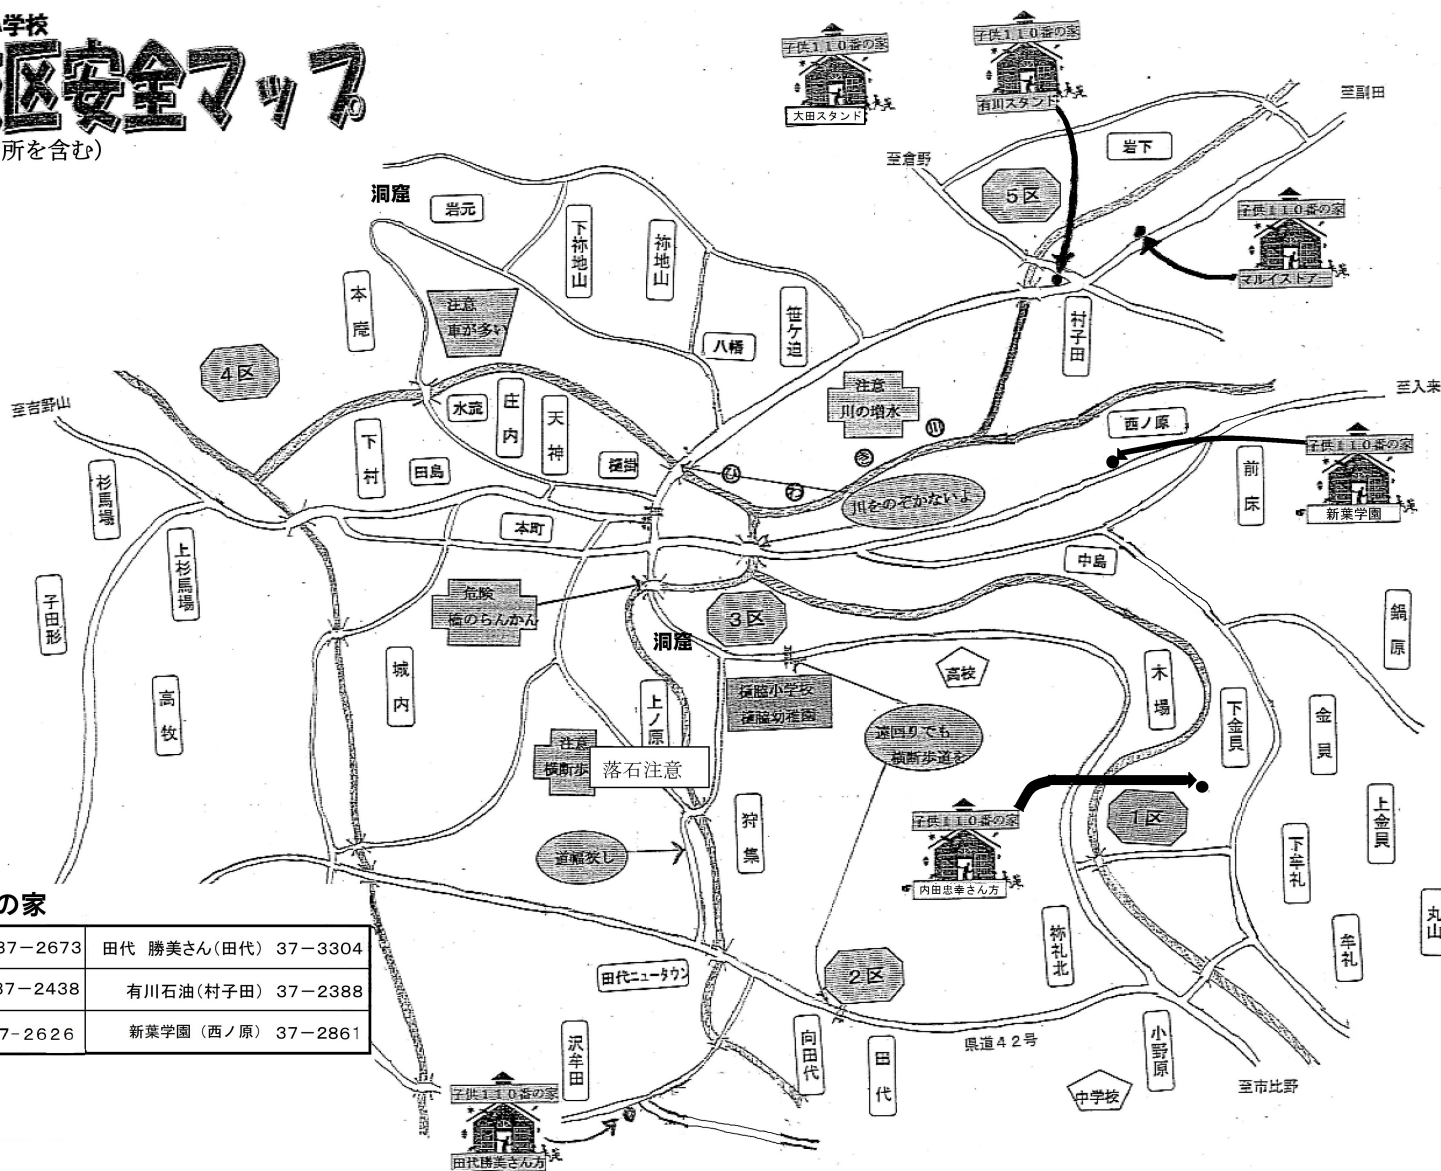 学校
区安全マップ
所を含む)
子供110番の家
大田スタンド
子供110番の家
有川スタンド
至副田
岩下
至倉野
5区
子供110番の家
マルイストアー
洞窟
岩元
下祢地山
祢地山
本庵
注意
車が多い
笹ケ迫
八幡
村子田
4区
至吉野山
水流
庄内
天神
下村
田島
樋掛
注意
川の増水
川
き
わ
ひ
川をのぞかないよ
西ノ原
至入来
子供110番の家
新葉学園
前床
杉馬場
上杉馬場
子田形
本町
中島
危険
橋のらんかん
3区
洞窟
高校
樋脇小学校
樋脇幼稚園
鍋原
城内
高牧
上ノ原
木場
下金貝
金貝
注意
横断歩
落石注意
遠回りでも
横断歩道を
子供110番の家
内田忠幸さん方
1区
上金貝
下牟礼
狩集
道幅狭し
丸山
牟礼
祢礼北
の家
37-2673 田代 勝美さん(田代) 37-3304
37-2438 有川石油(村子田) 37-2388
7-2626 新葉学園(西ノ原) 37-2861
田代ニュータウン
2区
沢牟田
向田代
田代
県道42号
小野原
中学校
至市比野
子供110番の家
田代勝美さん方